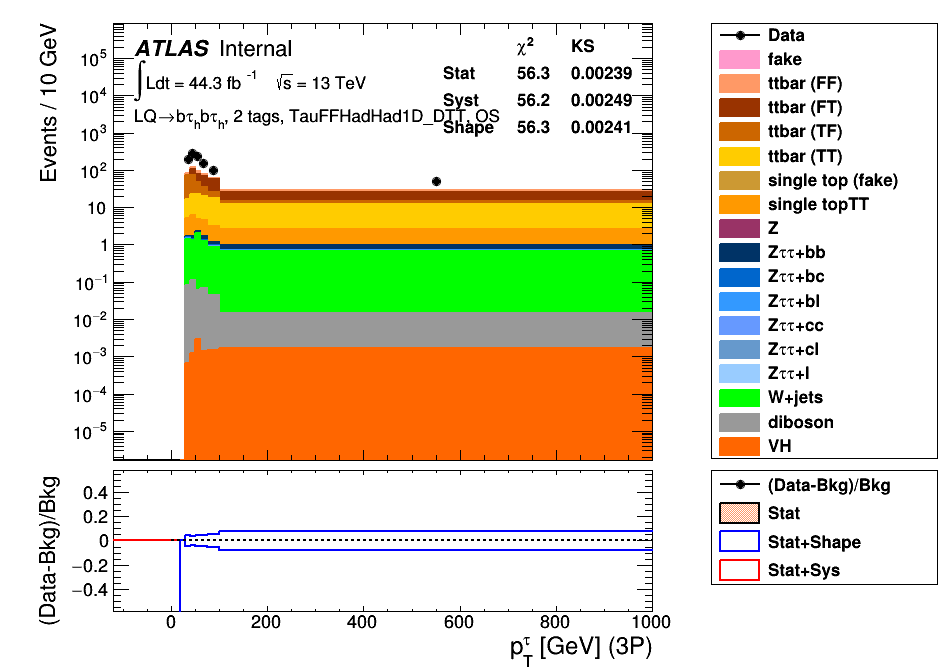 Events / 10 GeV
ATLAS Internal
∫Ldt = 44.3 fb⁻¹ √s = 13 TeV
LQ→bτₕbτₕ, 2 tags, TauFFHadHad1D_DTT, OS
χ² KS
Stat 56.3 0.00239
Syst 56.2 0.00249
Shape 56.3 0.00241
10⁵
10⁴
10³
10²
10
1
10⁻¹
10⁻²
10⁻³
10⁻⁴
10⁻⁵
Data
fake
ttbar (FF)
ttbar (FT)
ttbar (TF)
ttbar (TT)
single top (fake)
single topTT
Z
Zττ+bb
Zττ+bc
Zττ+bl
Zττ+cc
Zττ+cl
Zττ+l
W+jets
diboson
VH
(Data-Bkg)/Bkg
0.4
0.2
0
−0.2
−0.4
0 200 400 600 800 1000
p_T^τ [GeV] (3P)
(Data-Bkg)/Bkg
Stat
Stat+Shape
Stat+Sys